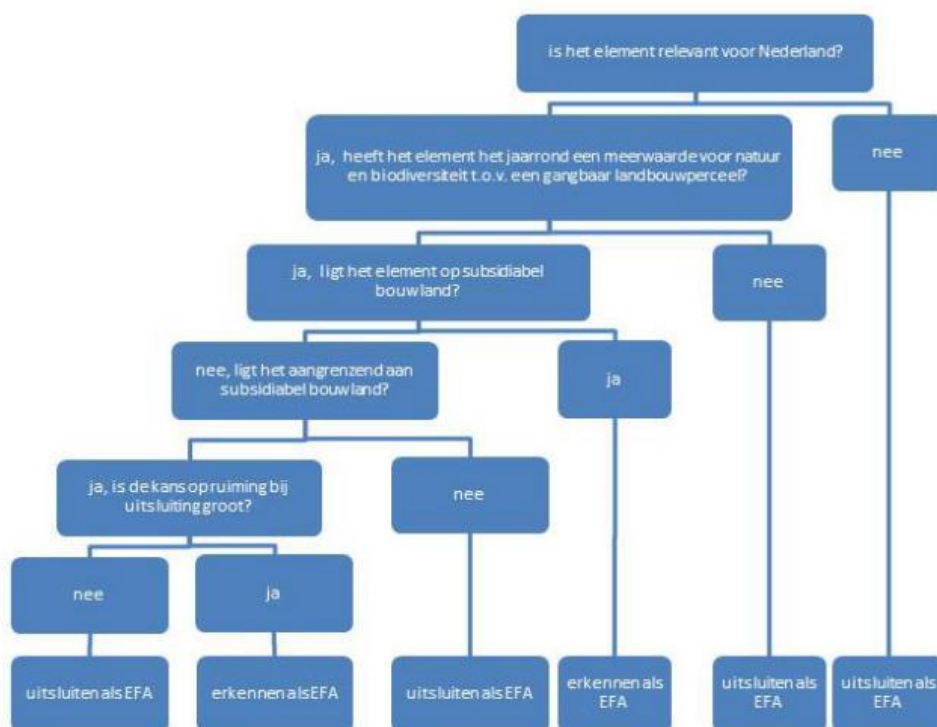 is het element relevant voor Nederland?
ja, heeft het element het jaarrond een meerwaarde voor natuur
en biodiversiteit t.o.v. een gangbaar landbouwperceel?
nee
ja, ligt het element op subsidiabel
bouwland?
nee
nee, ligt het aangrenzend aan
subsidiabel bouwland?
ja
ja, is de kans op ruiming bij
uitsluiting groot?
nee
nee
ja
uitsluiten als EFA
erkennen als EFA
uitsluiten als EFA
erkennen als
EFA
uitsluiten als
EFA
uitsluiten als
EFA